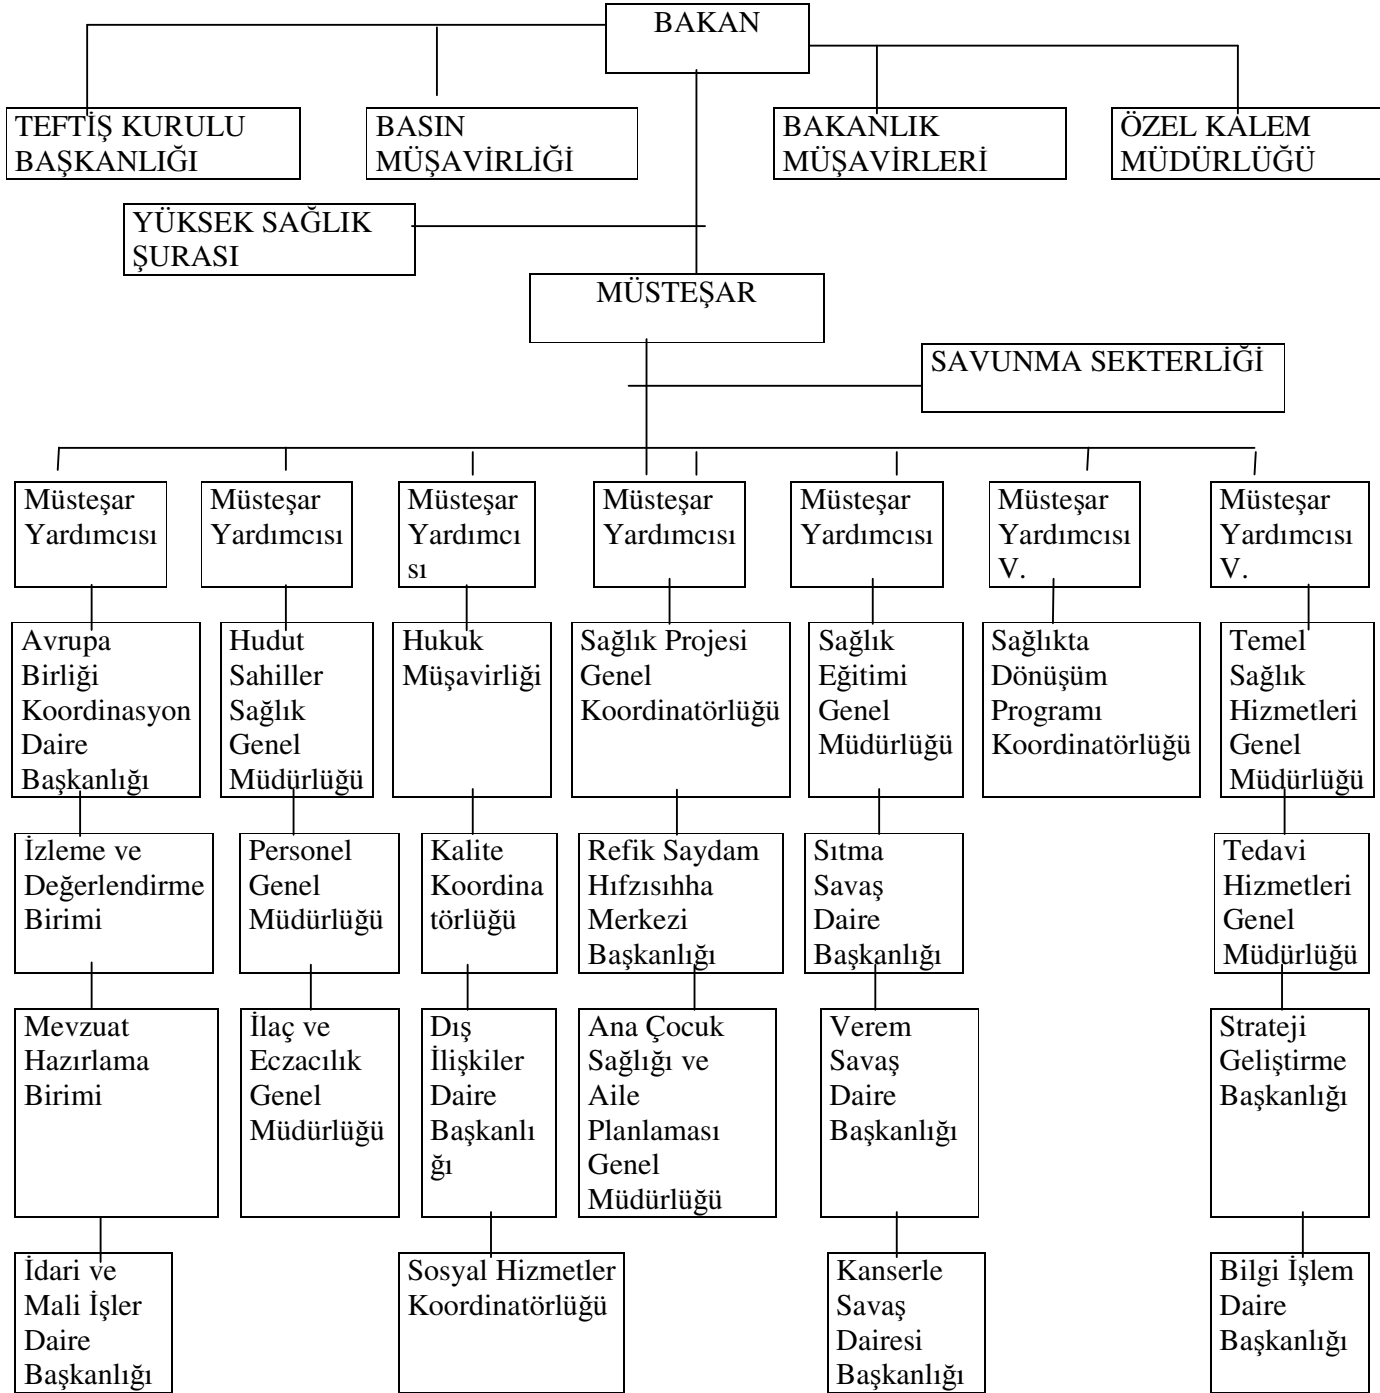 BAKAN
TEFTİŞ KURULU
BAŞKANLIĞI
BASIN
MÜŞAVİRLİĞİ
BAKANLIK
MÜŞAVİRLERİ
ÖZEL KALEM
MÜDÜRLÜĞÜ
YÜKSEK SAĞLIK
ŞURASI
MÜSTEŞAR
SAVUNMA SEKTERLİĞİ
Müsteşar
Yardımcısı
Müsteşar
Yardımcısı
Müsteşar
Yardımcı
sı
Müsteşar
Yardımcısı
Müsteşar
Yardımcısı
Müsteşar
Yardımcısı
V.
Müsteşar
Yardımcısı
V.
Avrupa
Birliği
Koordinasyon
Daire
Başkanlığı
Hudut
Sahiller
Sağlık
Genel
Müdürlüğü
Hukuk
Müşavirliği
Sağlık Projesi
Genel
Koordinatörlüğü
Sağlık
Eğitimi
Genel
Müdürlüğü
Sağlıkta
Dönüşüm
Programı
Koordinatörlüğü
Temel
Sağlık
Hizmetleri
Genel
Müdürlüğü
İzleme ve
Değerlendirme
Birimi
Personel
Genel
Müdürlüğü
Kalite
Koordina
törlüğü
Refik Saydam
Hıfzısıhha
Merkezi
Başkanlığı
Sıtma
Savaş
Daire
Başkanlığı
Tedavi
Hizmetleri
Genel
Müdürlüğü
Mevzuat
Hazırlama
Birimi
İlaç ve
Eczacılık
Genel
Müdürlüğü
Dış
İlişkiler
Daire
Başkanlı
ğı
Ana Çocuk
Sağlığı ve
Aile
Planlaması
Genel
Müdürlüğü
Verem
Savaş
Daire
Başkanlığı
Strateji
Geliştirme
Başkanlığı
İdari ve
Mali İşler
Daire
Başkanlığı
Sosyal Hizmetler
Koordinatörlüğü
Kanserle
Savaş
Dairesi
Başkanlığı
Bilgi İşlem
Daire
Başkanlığı